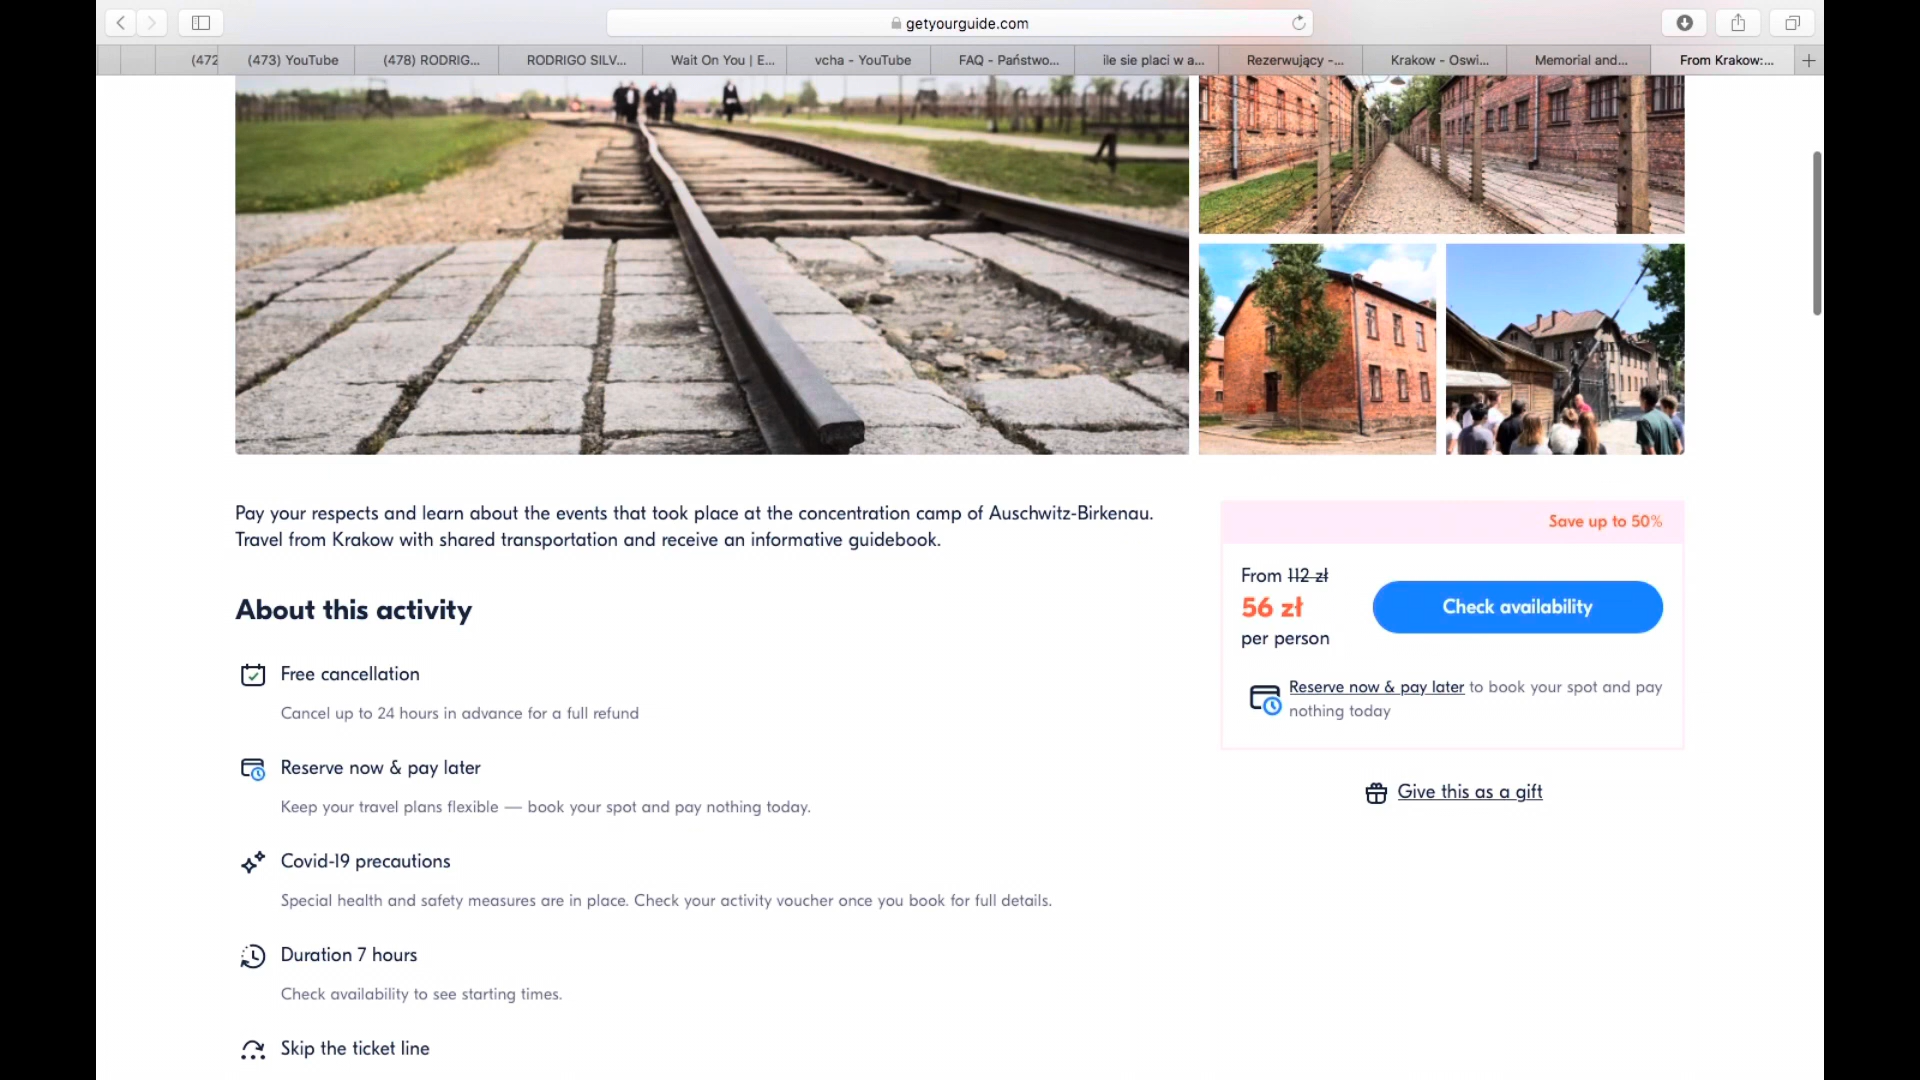 getyourguide.com
(472
(473) YouTube
(478) RODRIG...
RODRIGO SILV...
Wait On You | E...
vcha - YouTube
FAQ - Państwo...
ile sie placi w a...
Rezerwujący -...
Krakow - Oswi...
Memorial and...
From Krakow:...
Pay your respects and learn about the events that took place at the concentration camp of Auschwitz-Birkenau.
Travel from Krakow with shared transportation and receive an informative guidebook.
Save up to 50%
From 112 zł
56 zł
per person
Check availability
Reserve now & pay later to book your spot and pay
nothing today
Give this as a gift
About this activity
Free cancellation
Cancel up to 24 hours in advance for a full refund
Reserve now & pay later
Keep your travel plans flexible — book your spot and pay nothing today.
Covid-19 precautions
Special health and safety measures are in place. Check your activity voucher once you book for full details.
Duration 7 hours
Check availability to see starting times.
Skip the ticket line